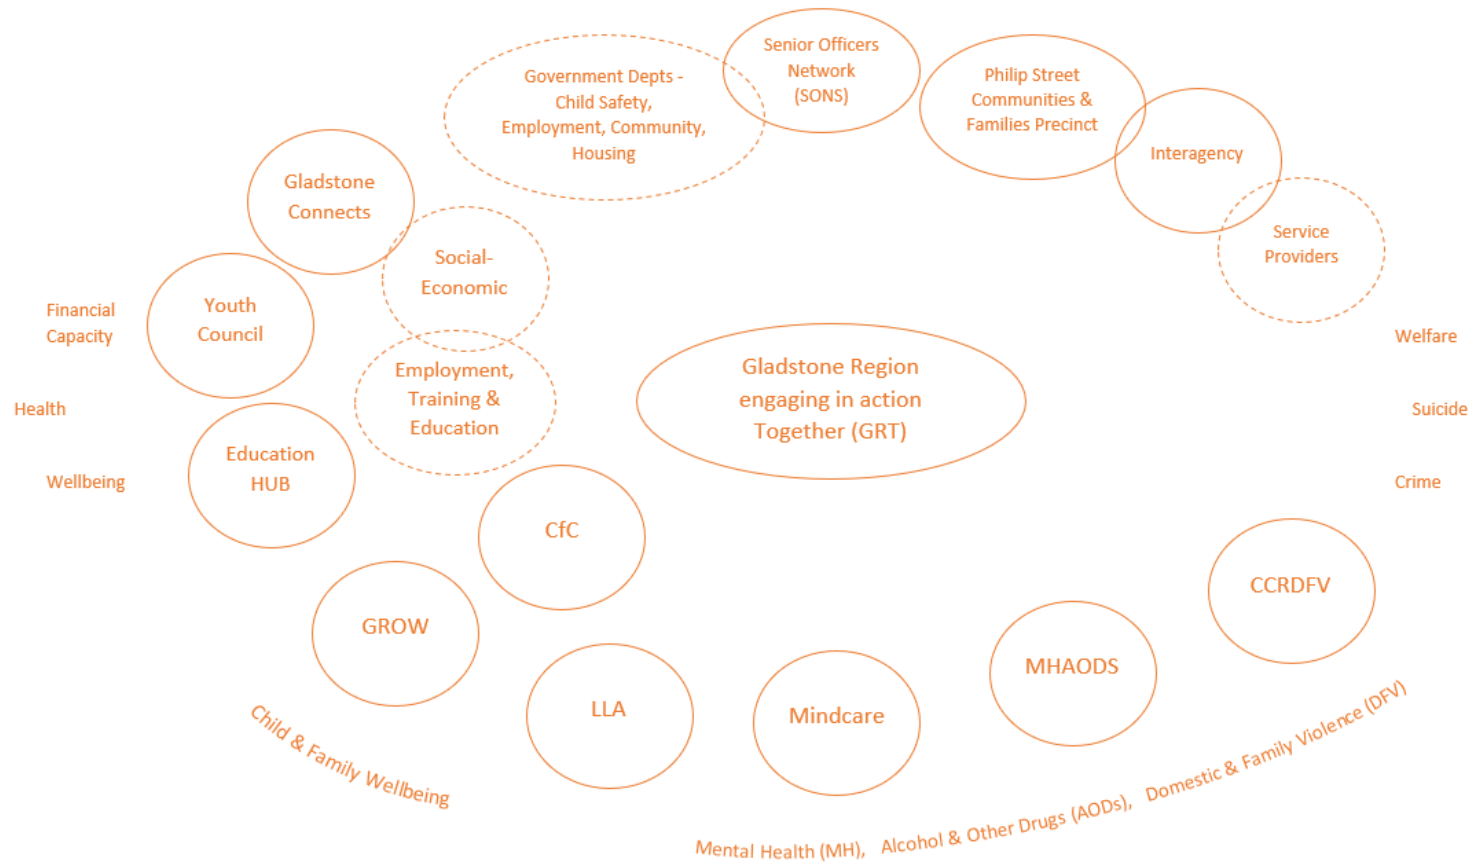 Senior Officers
Network
(SONS)
Government Depts -
Child Safety,
Employment, Community,
Housing
Philip Street
Communities &
Families Precinct
Interagency
Service
Providers
Gladstone
Connects
Social-
Economic
Youth
Council
Financial
Capacity
Health
Wellbeing
Employment,
Training &
Education
Education
HUB
Gladstone Region
engaging in action
Together (GRT)
Welfare
Suicide
Crime
CfC
GROW
LLA
Mindcare
MHAODS
CCRDFV
Child & Family Wellbeing
Mental Health (MH), Alcohol & Other Drugs (AODs), Domestic & Family Violence (DFV)